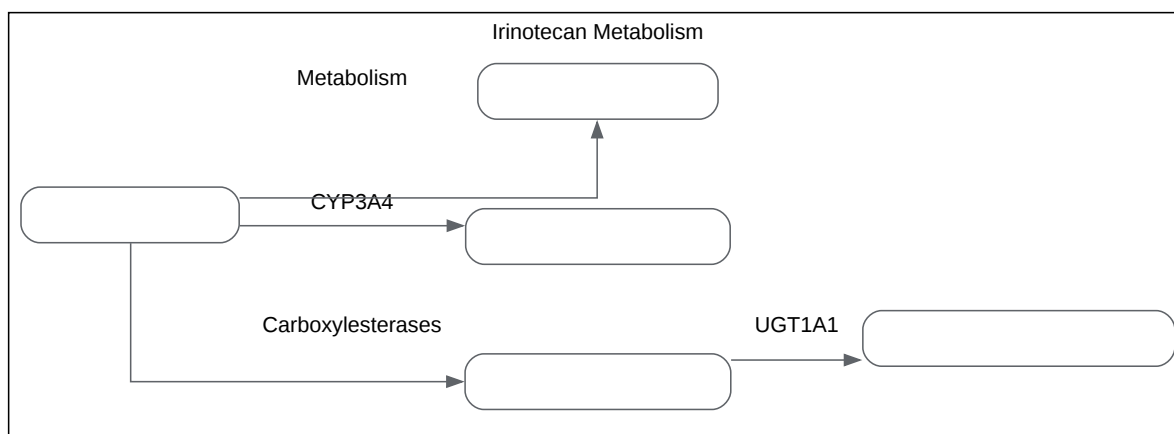 Irinotecan Metabolism
Metabolism
CYP3A4
Carboxylesterases
UGT1A1